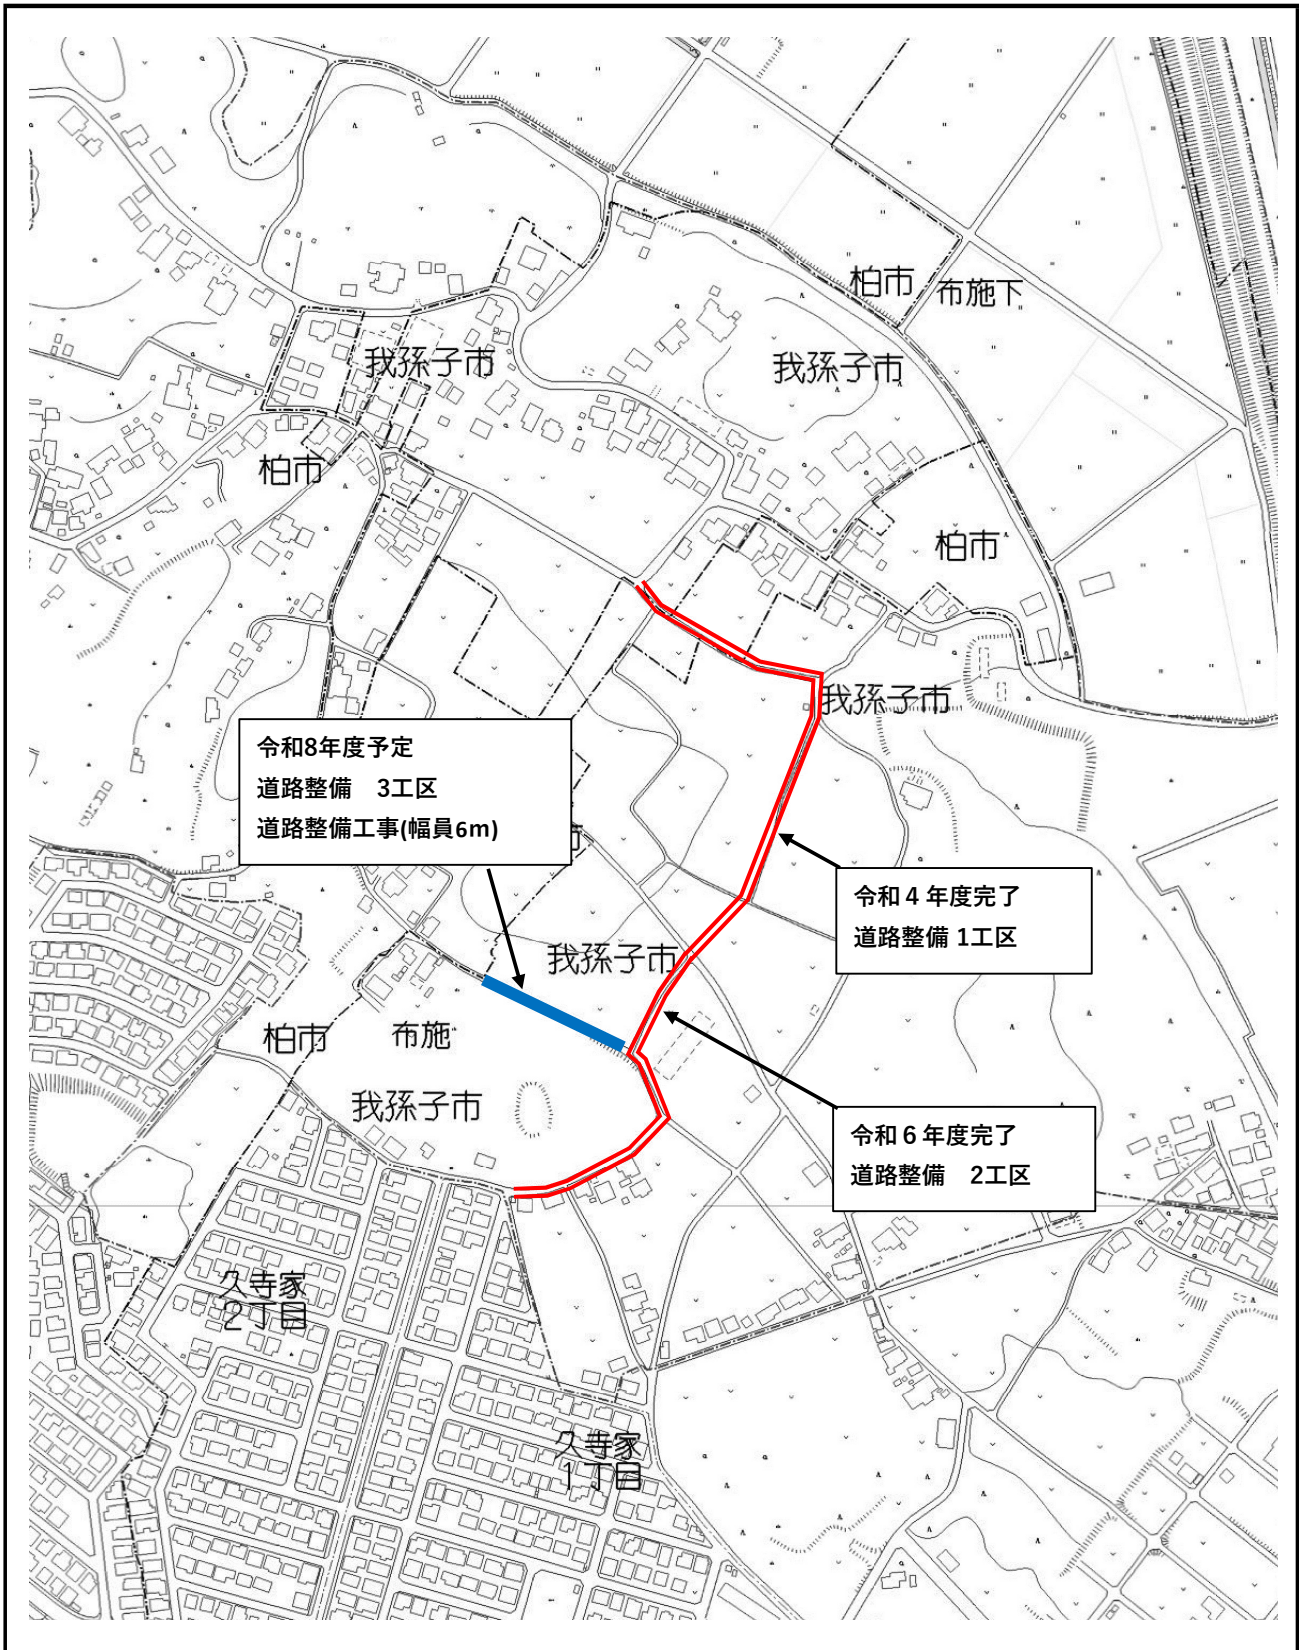 柏市
布施下
我孫子市
我孫子市
柏市
柏市
我孫子市
令和8年度予定
道路整備　3工区
道路整備工事(幅員6m)
令和４年度完了
道路整備 1工区
我孫子市
柏市
布施
我孫子市
令和６年度完了
道路整備　2工区
久寺家
2丁目
久寺家
1丁目